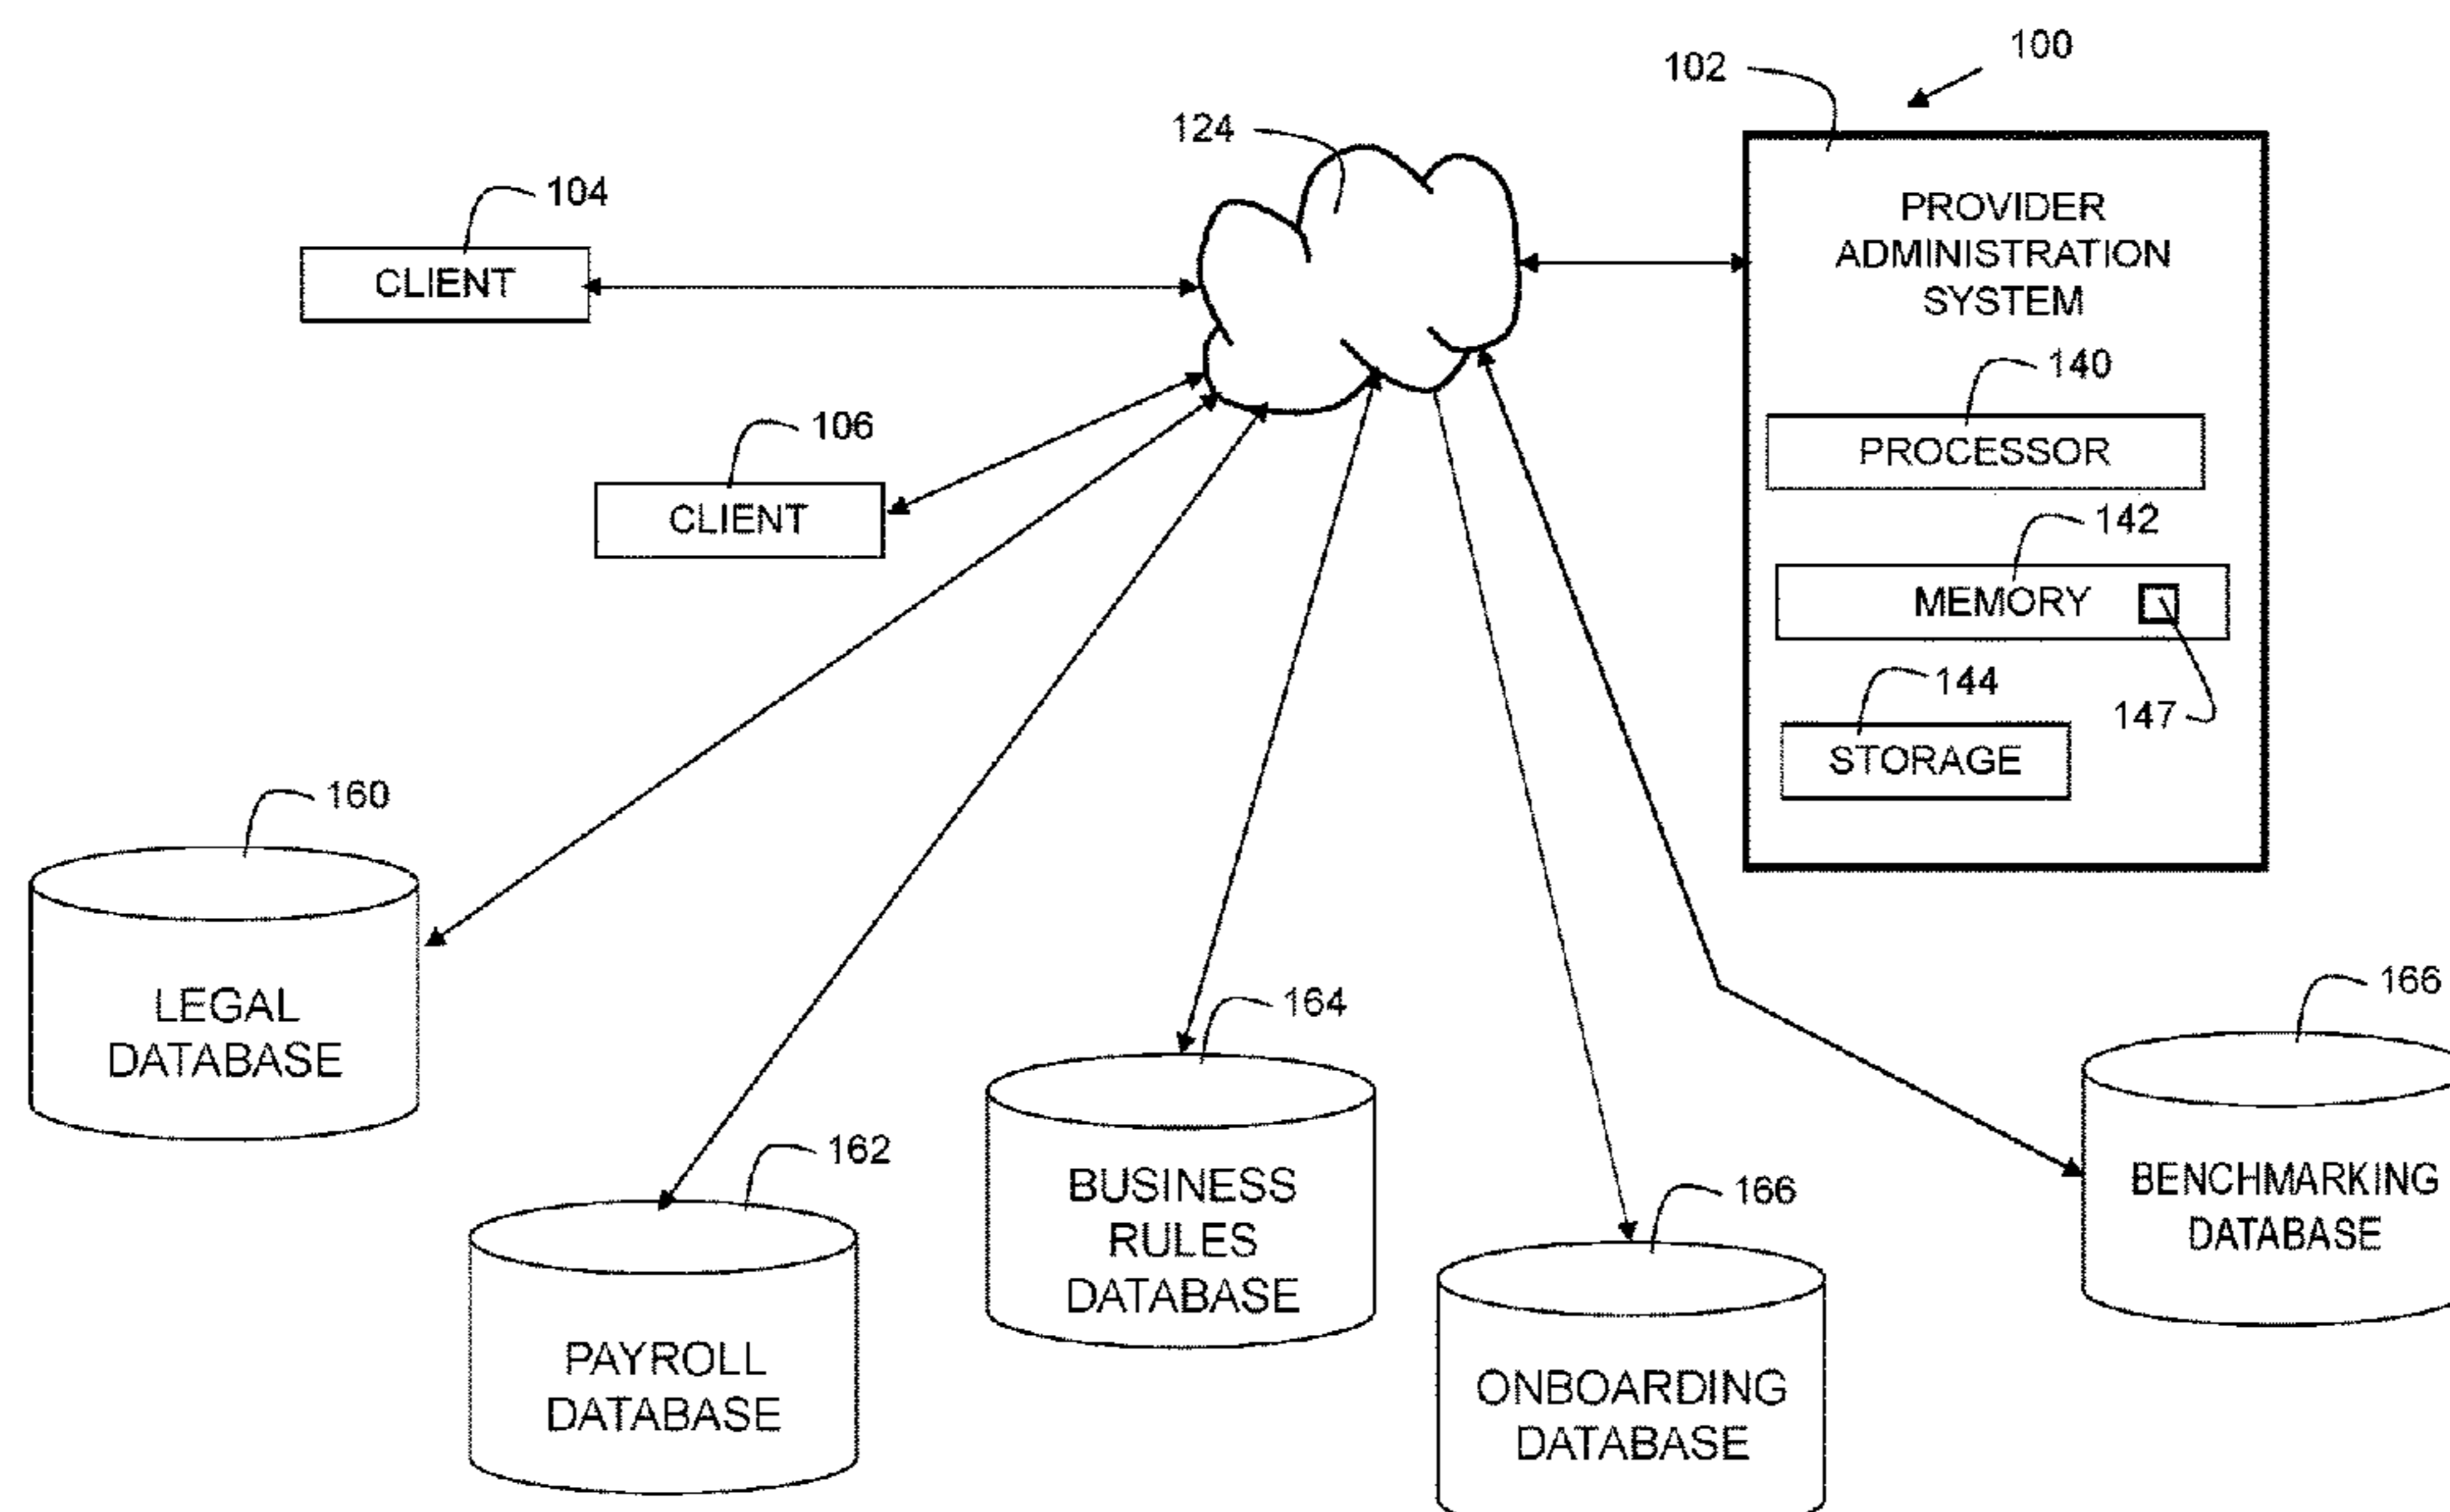 100
102
124
104
PROVIDER
ADMINISTRATION
SYSTEM
CLIENT
140
106
PROCESSOR
CLIENT
142
MEMORY
144
147
STORAGE
160
166
LEGAL
DATABASE
164
162
BUSINESS
RULES
DATABASE
166
BENCHMARKING
DATABASE
PAYROLL
DATABASE
ONBOARDING
DATABASE